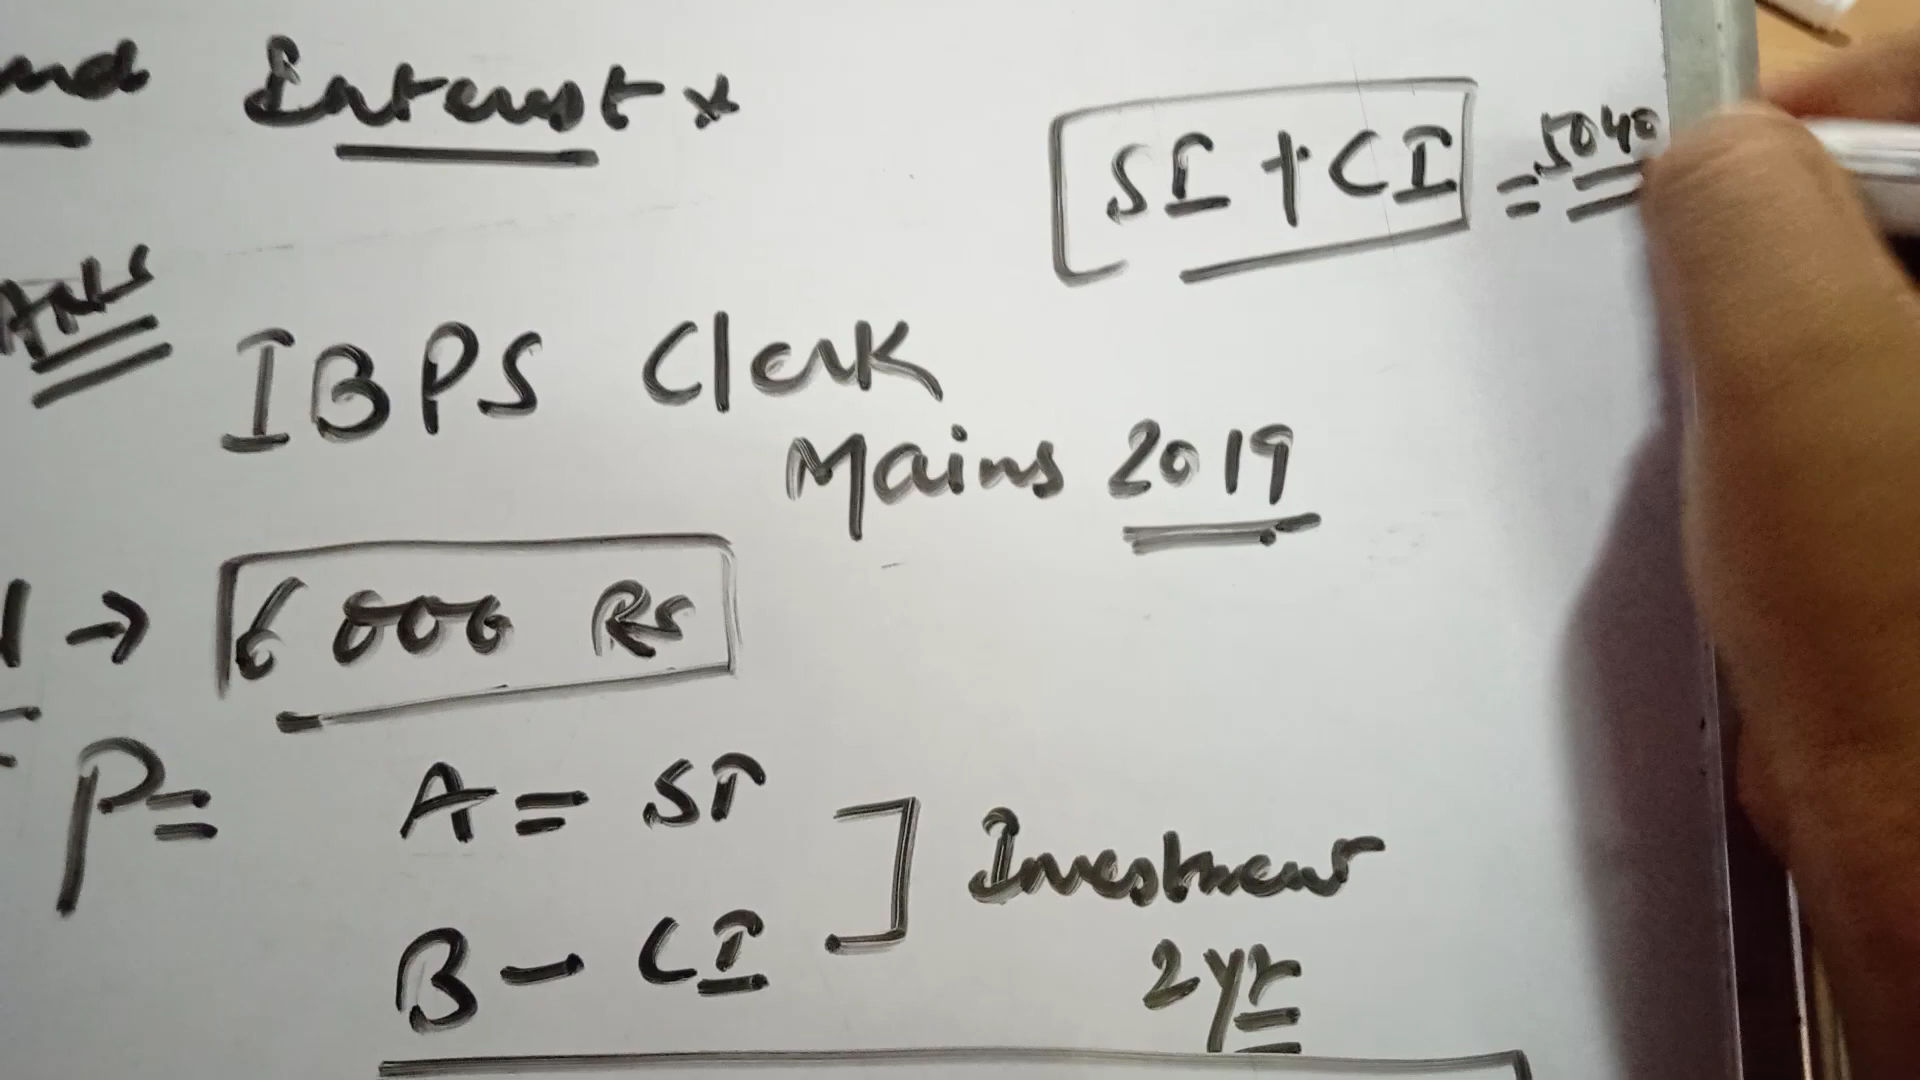 Interest *
SI + CI = 5040
IBPS Clerk
Mains 2019
→ 6000 Rs
P= A = SI
B - CI
Investment
2yr